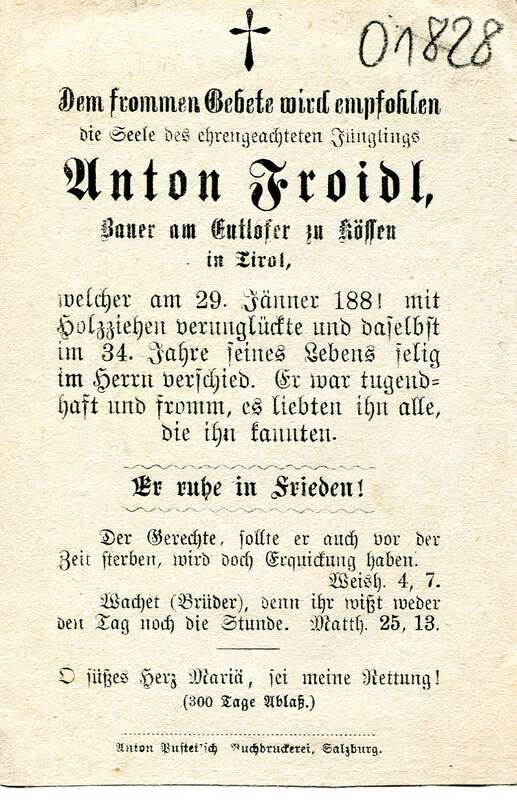 01828
Dem frommen Gebete wird empfohlen
die Seele des ehrengeachteten Jünglings
Anton Froidl,
Bauer am Entloser zu Kössen
in Tirol,
welcher am 29. Jänner 1881 mit
Holzziehen verunglückte und daselbst
im 34. Jahre seines Lebens selig
im Herrn verschied. Er war tugend-
haft und fromm, es liebten ihn alle,
die ihn kannten.
Er ruhe in Frieden!
Der Gerechte, sollte er auch vor der
Zeit sterben, wird doch Erquickung haben.
Weish. 4, 7.
Wachet (Brüder), denn ihr wißt weder
den Tag noch die Stunde. Matth. 25, 13.
O süßes Herz Mariä, sei meine Rettung!
(300 Tage Ablaß.)
Anton Pustet'sch Buchdruckerei, Salzburg.